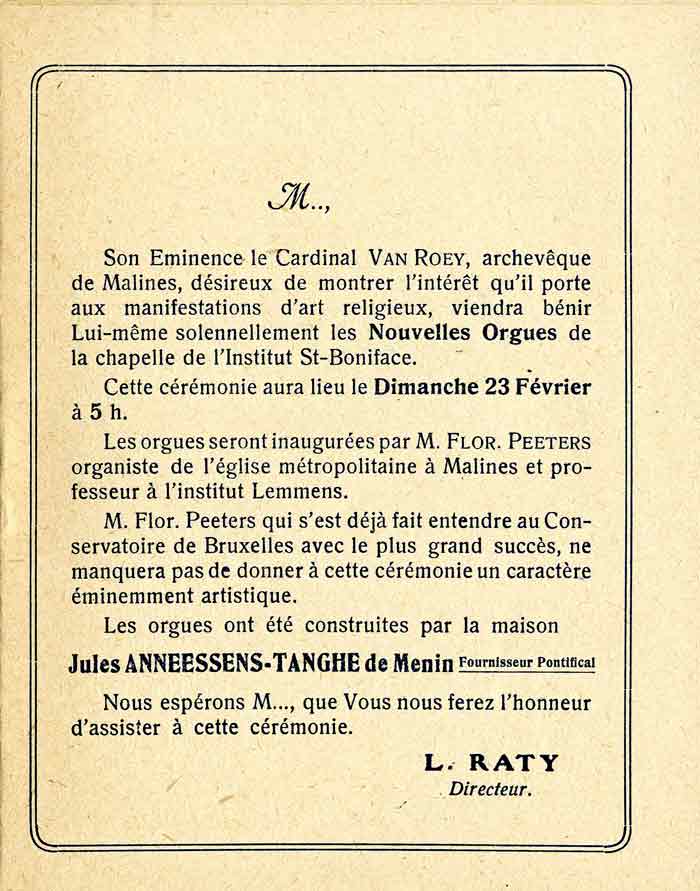 M..,
Son Eminence le Cardinal VAN ROEY, archevêque
de Malines, désireux de montrer l'intérêt qu'il porte
aux manifestations d'art religieux, viendra bénir
Lui-même solennellement les Nouvelles Orgues de
la chapelle de l'Institut St-Boniface.
Cette cérémonie aura lieu le Dimanche 23 Février
à 5 h.
Les orgues seront inaugurées par M. FLOR. PEETERS
organiste de l'église métropolitaine à Malines et pro-
fesseur à l'institut Lemmens.
M. Flor. Peeters qui s'est déjà fait entendre au Con-
servatoire de Bruxelles avec le plus grand succès, ne
manquera pas de donner à cette cérémonie un caractère
éminemment artistique.
Les orgues ont été construites par la maison
Jules ANNEESSENS-TANGHE de Menin Fournisseur Pontifical
Nous espérons M..., que Vous nous ferez l'honneur
d'assister à cette cérémonie.
L. RATY
Directeur.